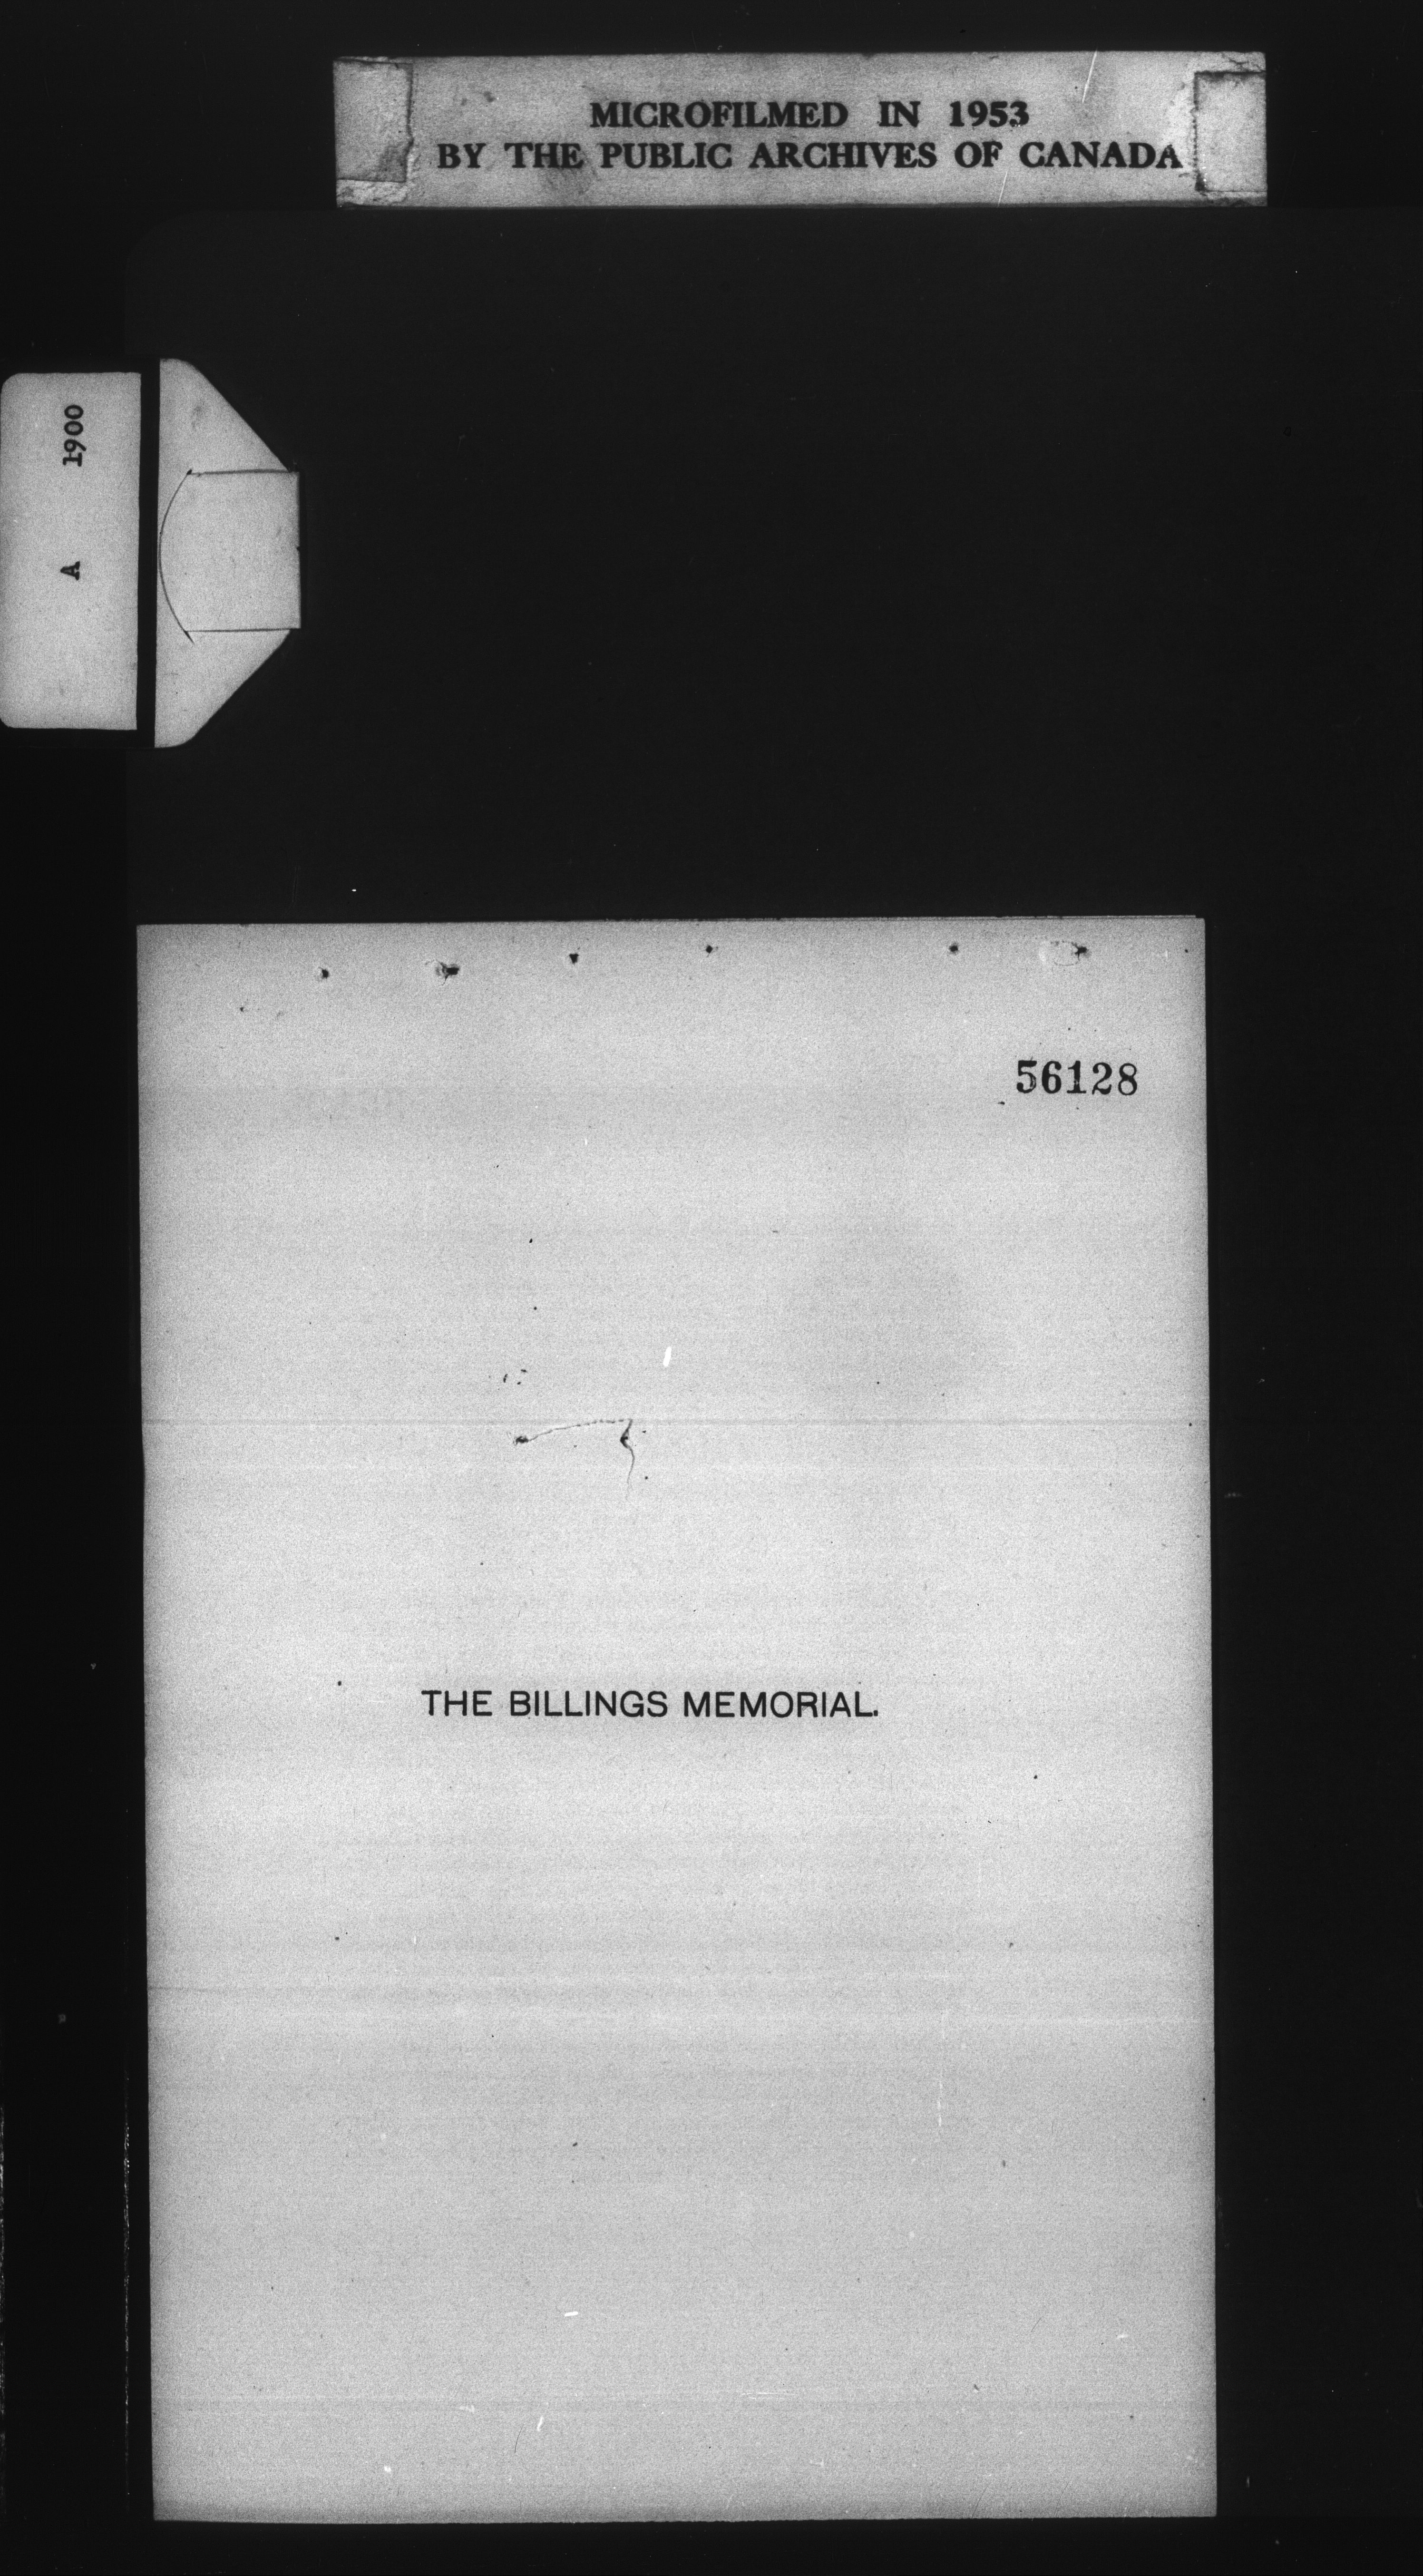 MICROFILMED IN 1953
BY THE PUBLIC ARCHIVES OF CANADA
A 1900
56128
THE BILLINGS MEMORIAL.